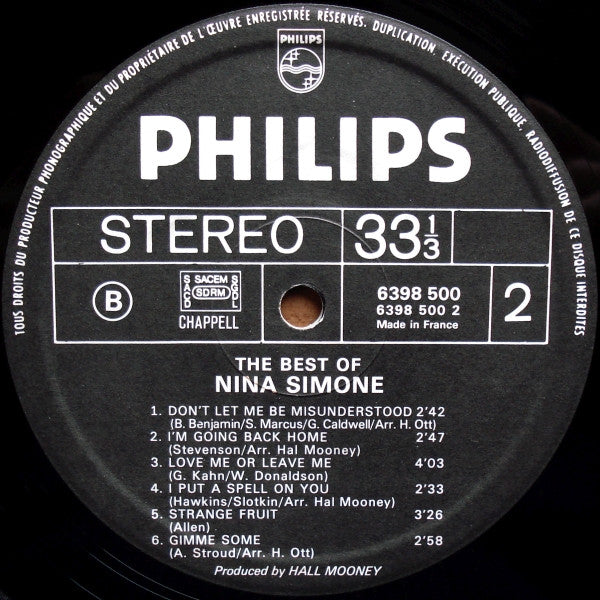 TOUS DROITS DU PRODUCTEUR PHONOGRAPHIQUE ET DU PROPRIÉTAIRE DE L'ŒUVRE ENREGISTRÉE RÉSERVÉS. DUPLICATION, EXÉCUTION PUBLIQUE, RADIODIFFUSION DE CE DISQUE INTERDITES
PHILIPS
PHILIPS
STEREO 33 1/3
B
SACD SACEM SDRM SGDL
CHAPPELL
6398 500
6398 500 2
Made in France
2
THE BEST OF
NINA SIMONE
1. DON'T LET ME BE MISUNDERSTOOD 2'42
(B. Benjamin/S. Marcus/G. Caldwell/Arr. H. Ott)
2. I'M GOING BACK HOME 2'47
(Stevenson/Arr. Hal Mooney)
3. LOVE ME OR LEAVE ME 4'03
(G. Kahn/W. Donaldson)
4. I PUT A SPELL ON YOU 2'33
(Hawkins/Slotkin/Arr. Hal Mooney)
5. STRANGE FRUIT 3'26
(Allen)
6. GIMME SOME 2'58
(A. Stroud/Arr. H. Ott)
Produced by HALL MOONEY